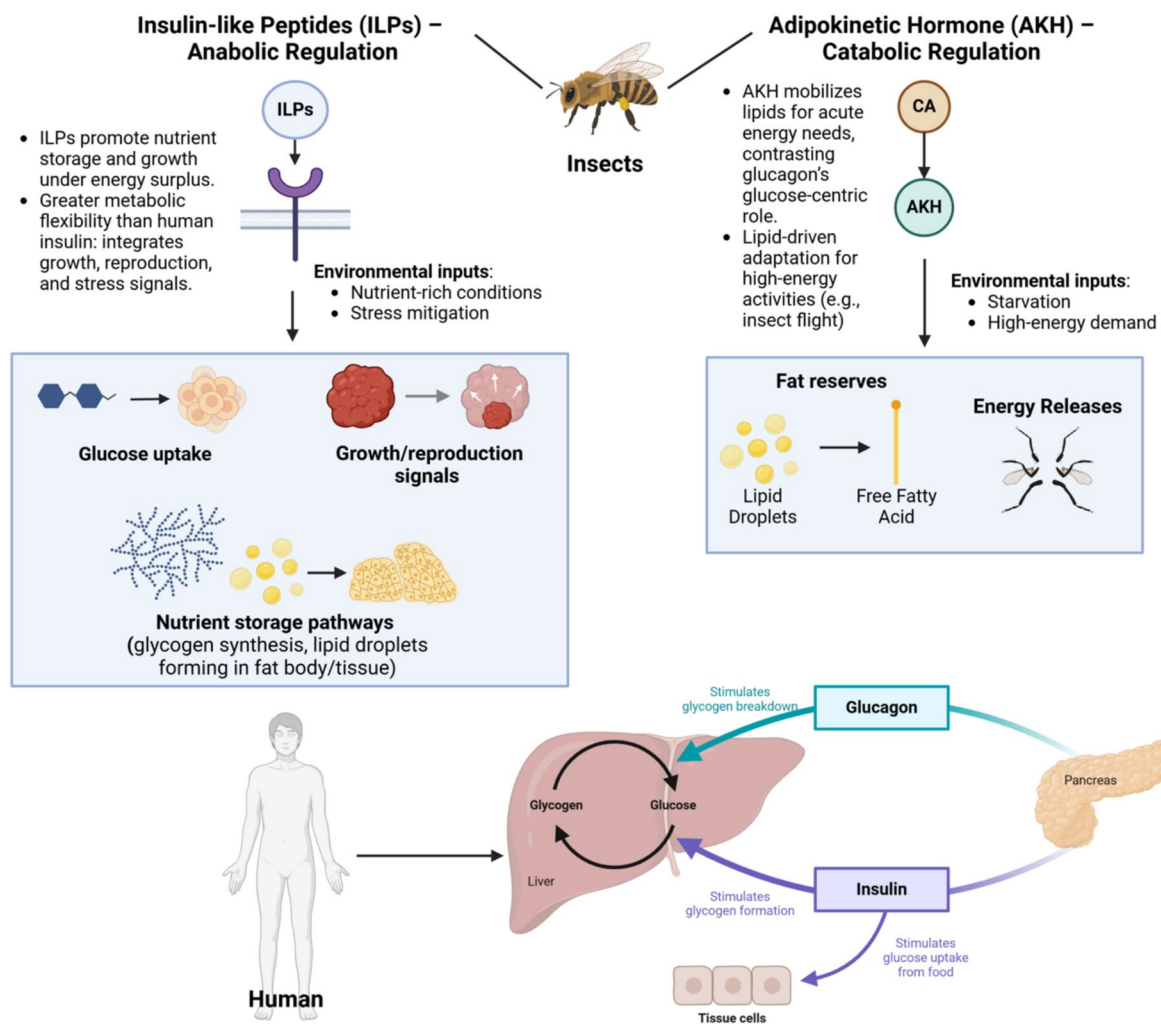 Insulin-like Peptides (ILPs) –
Anabolic Regulation
ILPs
• ILPs promote nutrient
storage and growth
under energy surplus.
• Greater metabolic
flexibility than human
insulin: integrates
growth, reproduction,
and stress signals.
Environmental inputs:
• Nutrient-rich conditions
• Stress mitigation
Glucose uptake
Growth/reproduction
signals
Nutrient storage pathways
(glycogen synthesis, lipid droplets
forming in fat body/tissue)
Insects
Adipokinetic Hormone (AKH) –
Catabolic Regulation
• AKH mobilizes
lipids for acute
energy needs,
contrasting
glucagon's
glucose-centric
role.
• Lipid-driven
adaptation for
high-energy
activities (e.g.,
insect flight)
CA
AKH
Environmental inputs:
• Starvation
• High-energy demand
Fat reserves
Lipid
Droplets
Free Fatty
Acid
Energy Releases
Human
Liver
Glycogen
Glucose
Stimulates
glycogen breakdown
Glucagon
Pancreas
Insulin
Stimulates
glycogen formation
Stimulates
glucose uptake
from food
Tissue cells